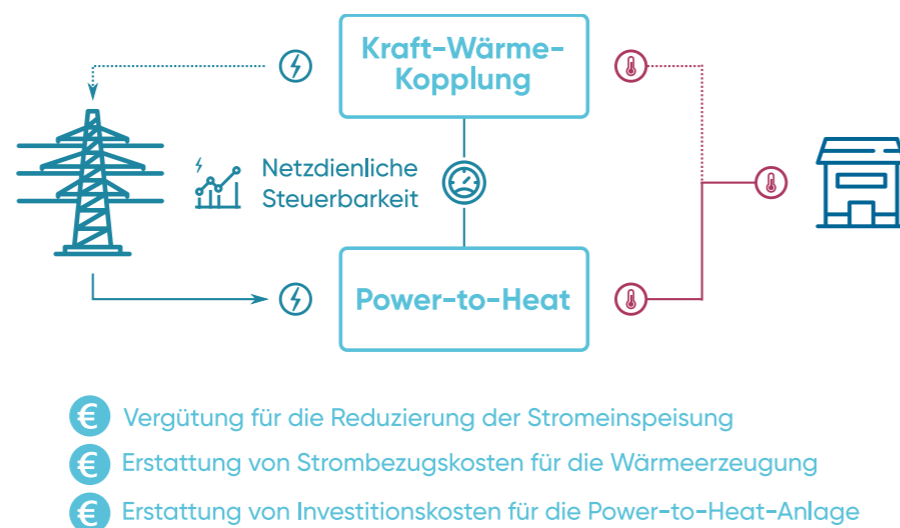 Kraft-Wärme-
Kopplung
Netzdienliche
Steuerbarkeit
Power-to-Heat
€ Vergütung für die Reduzierung der Stromeinspeisung
€ Erstattung von Strombezugskosten für die Wärmeerzeugung
€ Erstattung von Investitionskosten für die Power-to-Heat-Anlage